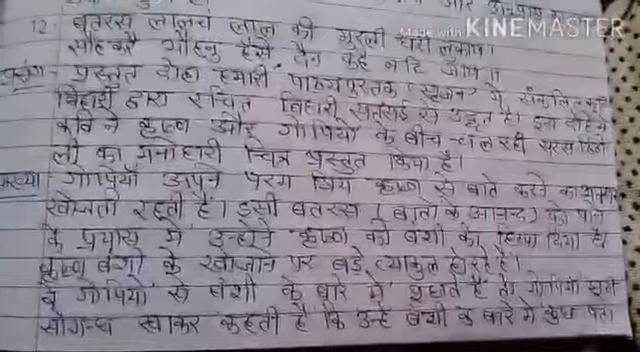 और अनुप्रास
Made with KINEMASTER
12. बतरस लालच लाल की मुरली धरी लुकाय।
सौंह करै भौंहनु हँसे दैन कहै नटि जाय॥
प्रसंग - प्रस्तुत दोहा हमारी पाठ्यपुस्तक 'सृजन' में संकलित
बिहारी द्वारा रचित बिहारी सतसई से उद्धृत है। इस दोहे में
कवि ने कृष्ण और गोपियों के बीच चल रही सरस
का मनोहारी चित्र प्रस्तुत किया है।
व्याख्या - गोपियाँ अपने परम प्रिय कृष्ण से बाते करने का अवसर
खोजती रहती है। इसी बतरस (बातो के आनन्द) को पाने
के प्रयास में उन्होंने कृष्ण की बंशी को छिपा दिया है।
कृष्ण बंशी के खोजाने पर बड़े व्याकुल हो रहे है।
वे गोपियों से बंशी के बारे में पूछते है तो गोपियाँ
सौगन्ध खाकर कहती है कि उन्हे बंशी के बारे में कुछ पता